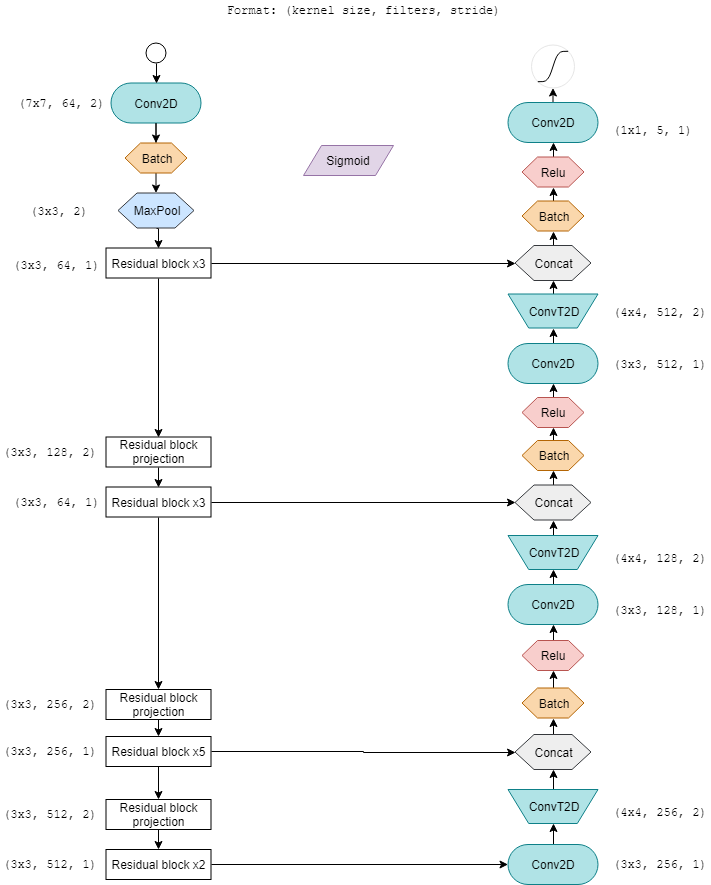 Format: (kernel size, filters, stride)
(7x7, 64, 2)
Conv2D
Batch
(3x3, 2)
MaxPool
(3x3, 64, 1)
Residual block x3
(3x3, 128, 2)
Residual block
projection
(3x3, 64, 1)
Residual block x3
(3x3, 256, 2)
Residual block
projection
(3x3, 256, 1)
Residual block x5
(3x3, 512, 2)
Residual block
projection
(3x3, 512, 1)
Residual block x2
Sigmoid
Conv2D
(1x1, 5, 1)
Relu
Batch
Concat
ConvT2D
(4x4, 512, 2)
Conv2D
(3x3, 512, 1)
Relu
Batch
Concat
ConvT2D
(4x4, 128, 2)
Conv2D
(3x3, 128, 1)
Relu
Batch
Concat
ConvT2D
(4x4, 256, 2)
Conv2D
(3x3, 256, 1)